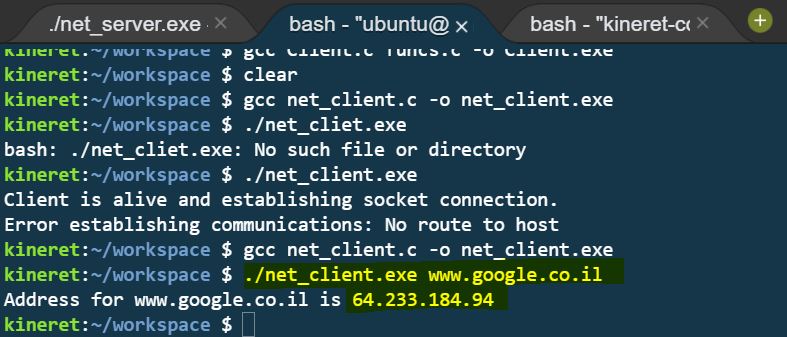 ./net_server.exe - bash - "ubuntu@ × bash - "kineret-co ×
kineret:~/workspace $ gcc Client.c funcs.c -o Client.exe
kineret:~/workspace $ clear
kineret:~/workspace $ gcc net_client.c -o net_client.exe
kineret:~/workspace $ ./net_cliet.exe
bash: ./net_cliet.exe: No such file or directory
kineret:~/workspace $ ./net_client.exe
Client is alive and establishing socket connection.
Error establishing communications: No route to host
kineret:~/workspace $ gcc net_client.c -o net_client.exe
kineret:~/workspace $ ./net_client.exe www.google.co.il
Address for www.google.co.il is 64.233.184.94
kineret:~/workspace $